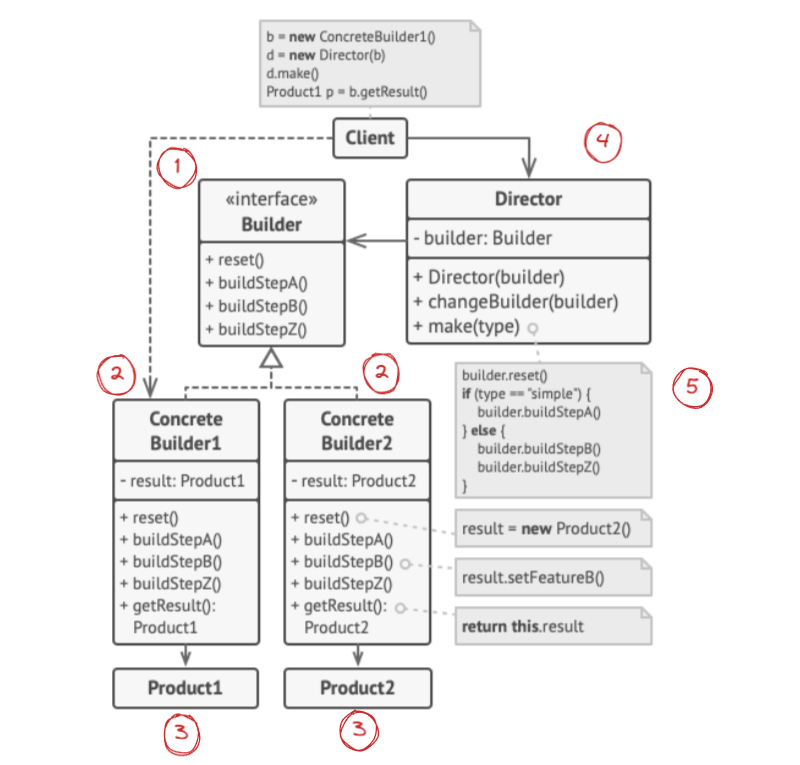 b = new ConcreteBuilder1()
d = new Director(b)
d.make()
Product1 p = b.getResult()
Client
1
4
«interface»
Builder
+ reset()
+ buildStepA()
+ buildStepB()
+ buildStepZ()
Director
- builder: Builder
+ Director(builder)
+ changeBuilder(builder)
+ make(type)
2
2
5
builder.reset()
if (type == "simple") {
builder.buildStepA()
} else {
builder.buildStepB()
builder.buildStepZ()
}
Concrete
Builder1
- result: Product1
+ reset()
+ buildStepA()
+ buildStepB()
+ buildStepZ()
+ getResult():
Product1
Concrete
Builder2
- result: Product2
+ reset()
+ buildStepA()
+ buildStepB()
+ buildStepZ()
+ getResult():
Product2
result = new Product2()
result.setFeatureB()
return this.result
Product1
Product2
3
3